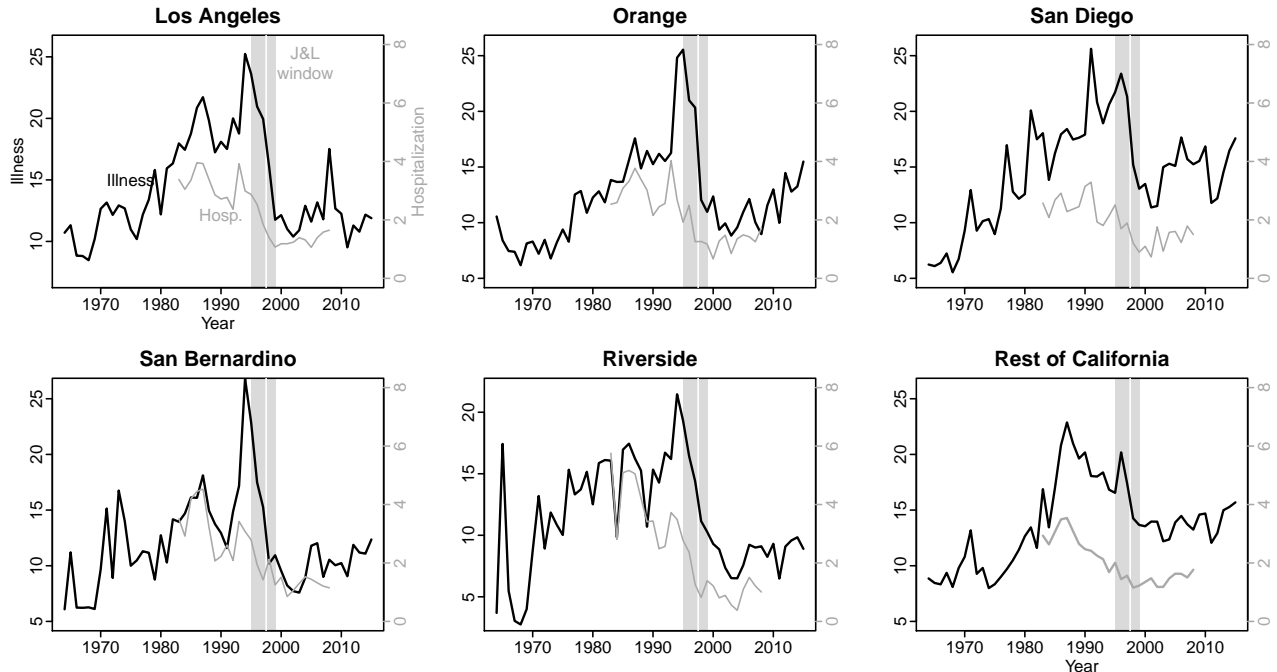 Los Angeles
Orange
San Diego
25
20
15
10
Illness
8
6
4
2
0
Hospitalization
J&L
window
Illness
Hosp.
1970 1980 1990 2000 2010
Year
25
20
15
10
5
8
6
4
2
0
1970 1980 1990 2000 2010
25
20
15
10
5
8
6
4
2
0
1970 1980 1990 2000 2010
San Bernardino
Riverside
Rest of California
25
20
15
10
5
8
6
4
2
0
1970 1980 1990 2000 2010
20
15
10
5
8
6
4
2
0
1970 1980 1990 2000 2010
25
20
15
10
5
8
6
4
2
0
1970 1980 1990 2000 2010
Year